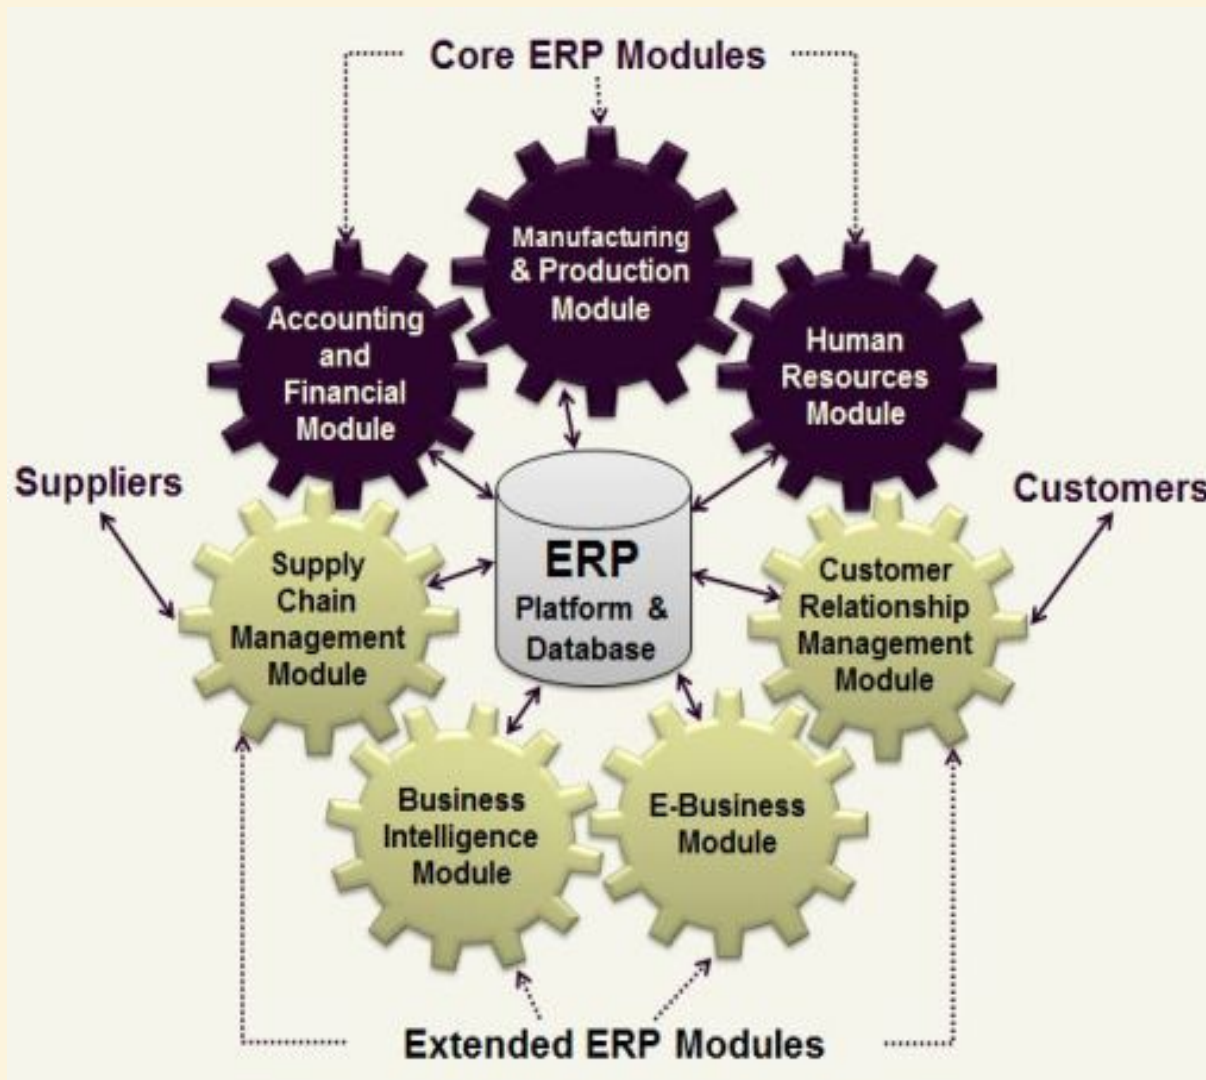 Core ERP Modules
Manufacturing
& Production
Module
Accounting
and
Financial
Module
Human
Resources
Module
Suppliers
Customers
Supply
Chain
Management
Module
ERP
Platform &
Database
Customer
Relationship
Management
Module
Business
Intelligence
Module
E-Business
Module
Extended ERP Modules